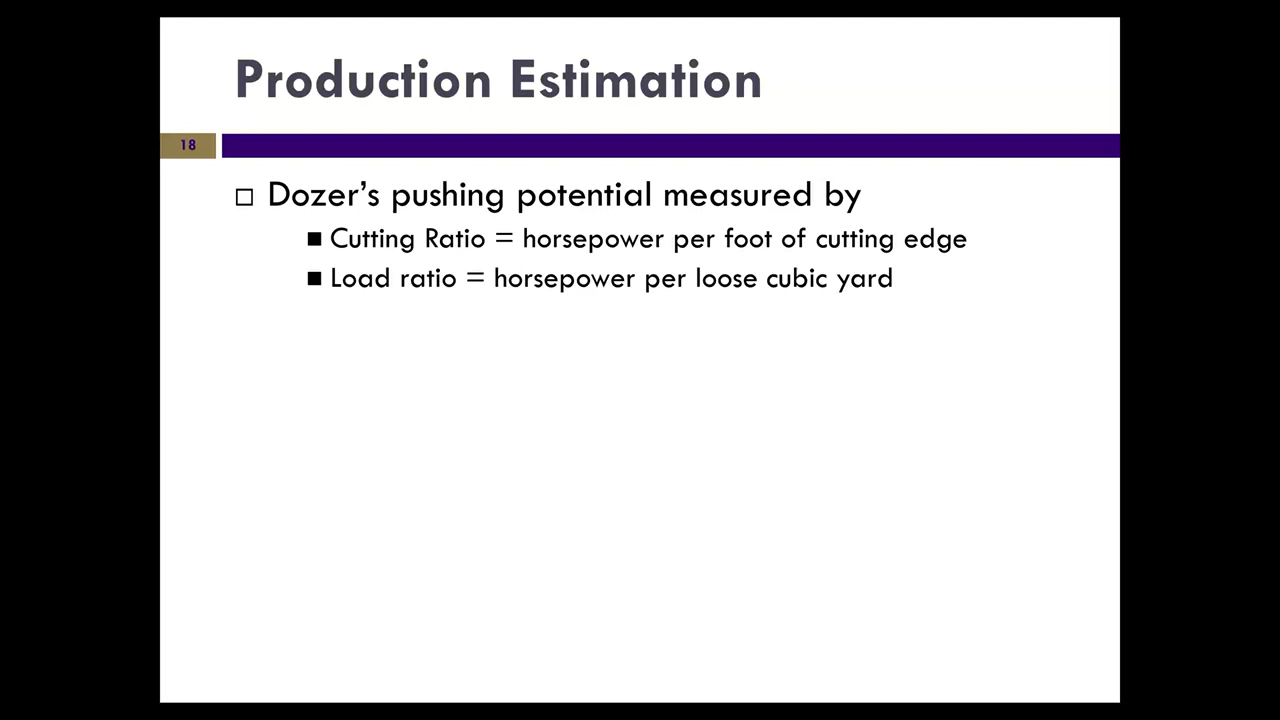 Production Estimation
18
Dozer’s pushing potential measured by
Cutting Ratio = horsepower per foot of cutting edge
Load ratio = horsepower per loose cubic yard